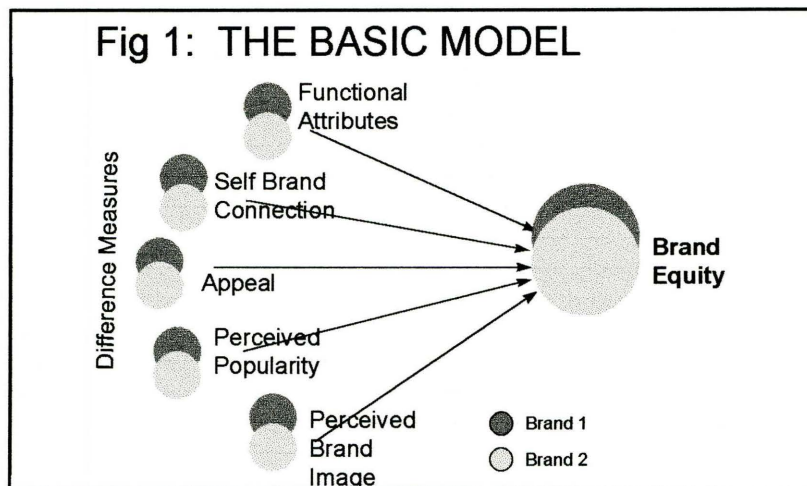 Fig 1: THE BASIC MODEL
Functional
Attributes
Self Brand
Connection
Difference Measures
Appeal
Brand
Equity
Perceived
Popularity
Perceived
Brand
Image
Brand 1
Brand 2